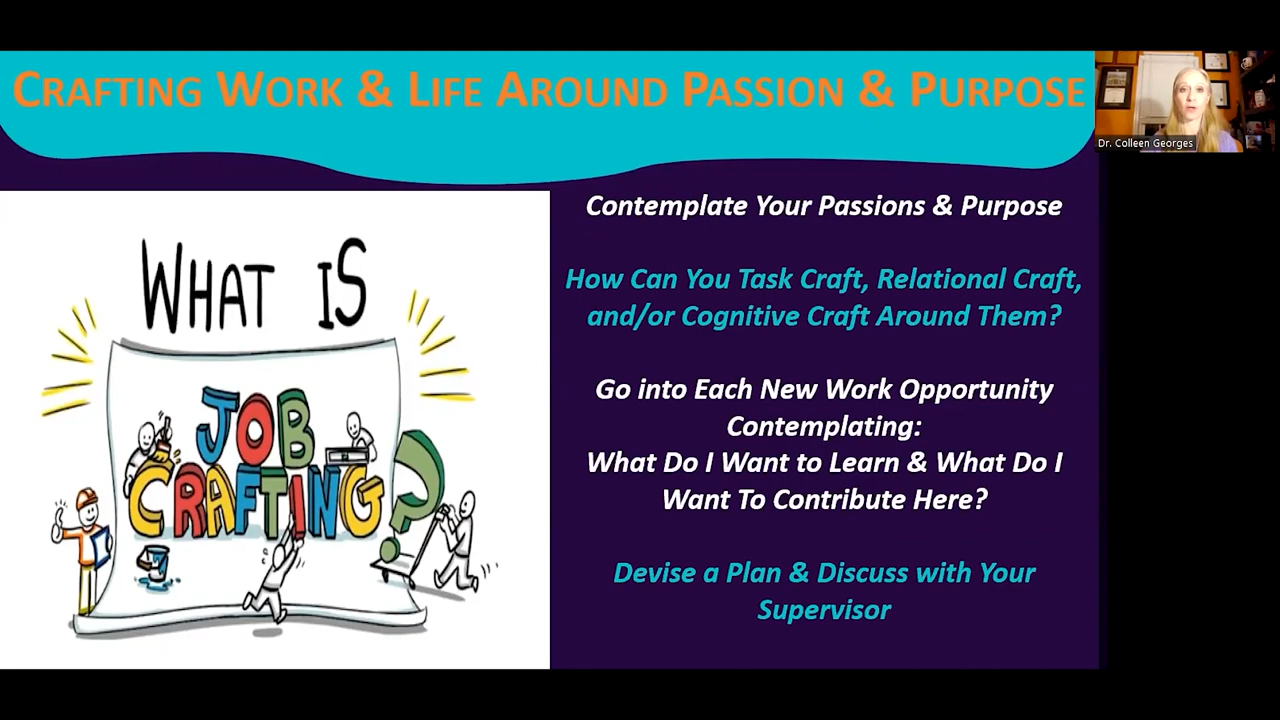 CRAFTING WORK & LIFE AROUND PASSION & PURPOSE
Dr. Colleen Georges
Contemplate Your Passions & Purpose
How Can You Task Craft, Relational Craft,
and/or Cognitive Craft Around Them?
Go into Each New Work Opportunity
Contemplating:
What Do I Want to Learn & What Do I
Want To Contribute Here?
Devise a Plan & Discuss with Your
Supervisor
WHAT IS
JOB
CRAFTING?